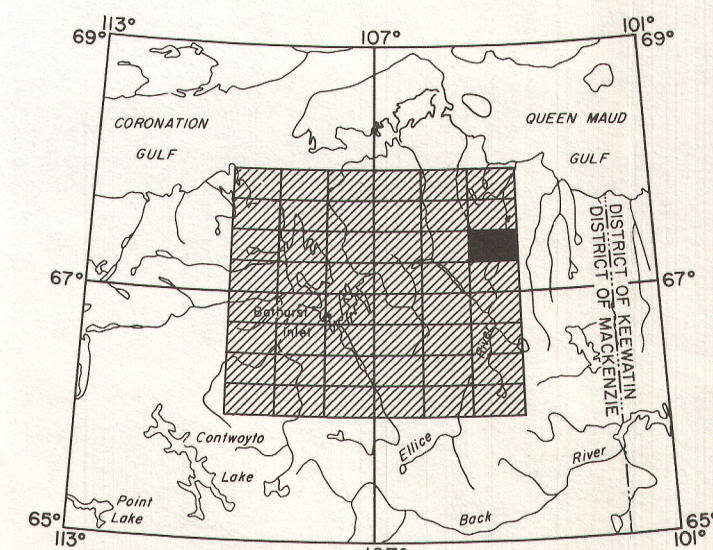 113°
107°
101°
69°
69°
CORONATION
GULF
QUEEN MAUD
GULF
DISTRICT OF KEEWATIN
DISTRICT OF MACKENZIE
67°
67°
Bathurst
Inlet
River
Contwoyto
Lake
Ellice
River
Back
Point
Lake
65°
65°
113°
101°